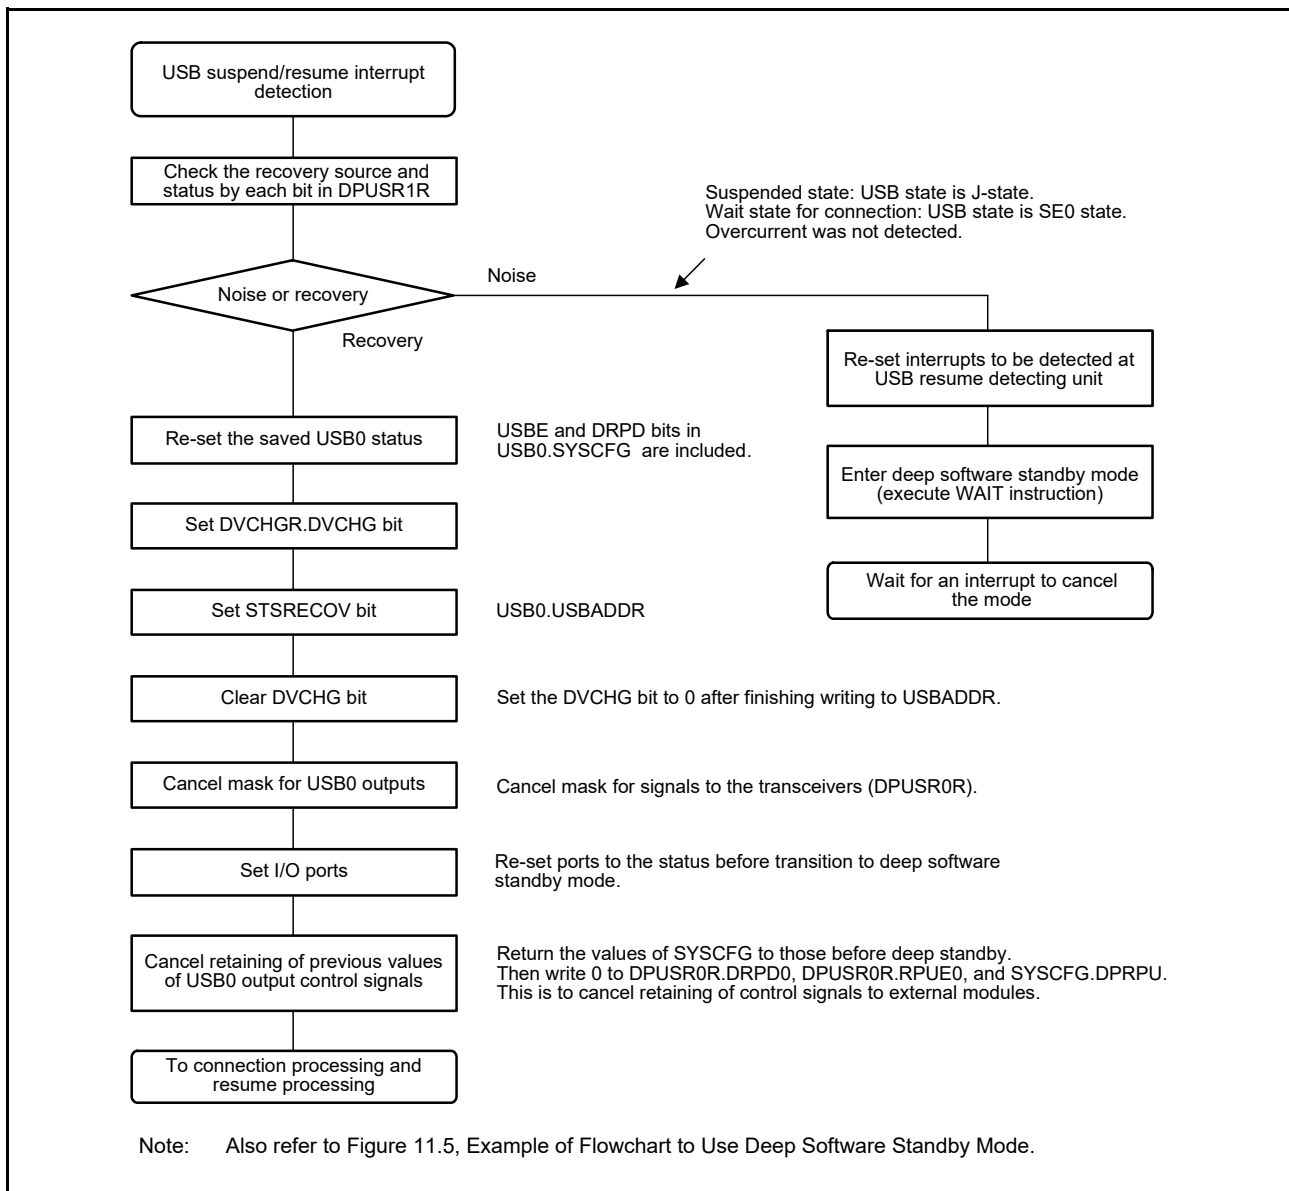 USB suspend/resume interrupt
detection
Check the recovery source and
status by each bit in DPUSR1R
Suspended state: USB state is J-state.
Wait state for connection: USB state is SE0 state.
Overcurrent was not detected.
Noise or recovery
Noise
Recovery
Re-set interrupts to be detected at
USB resume detecting unit
Enter deep software standby mode
(execute WAIT instruction)
Wait for an interrupt to cancel
the mode
Re-set the saved USB0 status
USBE and DRPD bits in
USB0.SYSCFG are included.
Set DVCHGR.DVCHG bit
Set STSRECOV bit
USB0.USBADDR
Clear DVCHG bit
Set the DVCHG bit to 0 after finishing writing to USBADDR.
Cancel mask for USB0 outputs
Cancel mask for signals to the transceivers (DPUSR0R).
Set I/O ports
Re-set ports to the status before transition to deep software
standby mode.
Cancel retaining of previous values
of USB0 output control signals
Return the values of SYSCFG to those before deep standby.
Then write 0 to DPUSR0R.DRPD0, DPUSR0R.RPUE0, and SYSCFG.DPRPU.
This is to cancel retaining of control signals to external modules.
To connection processing and
resume processing
Note: Also refer to Figure 11.5, Example of Flowchart to Use Deep Software Standby Mode.